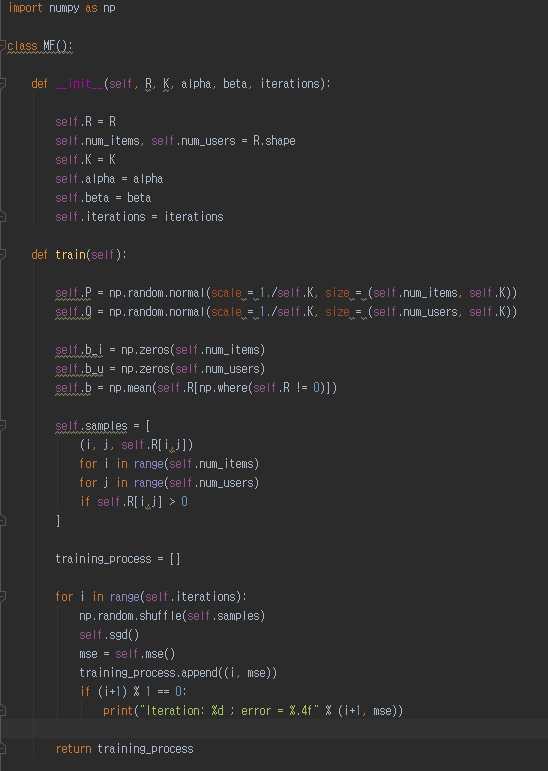 import numpy as np
class MF():
def __init__(self, R, K, alpha, beta, iterations):
self.R = R
self.num_items, self.num_users = R.shape
self.K = K
self.alpha = alpha
self.beta = beta
self.iterations = iterations
def train(self):
self.P = np.random.normal(scale = 1./self.K, size = (self.num_items, self.K))
self.Q = np.random.normal(scale = 1./self.K, size = (self.num_users, self.K))
self.b_i = np.zeros(self.num_items)
self.b_u = np.zeros(self.num_users)
self.b = np.mean(self.R[np.where(self.R != 0)])
self.samples = [
(i, j, self.R[i,j])
for i in range(self.num_items)
for j in range(self.num_users)
if self.R[i,j] > 0
]
training_process = []
for i in range(self.iterations):
np.random.shuffle(self.samples)
self.sgd()
mse = self.mse()
training_process.append((i, mse))
if (i+1) % 1 == 0:
print("Iteration: %d ; error = %.4f" % (i+1, mse))
return training_process